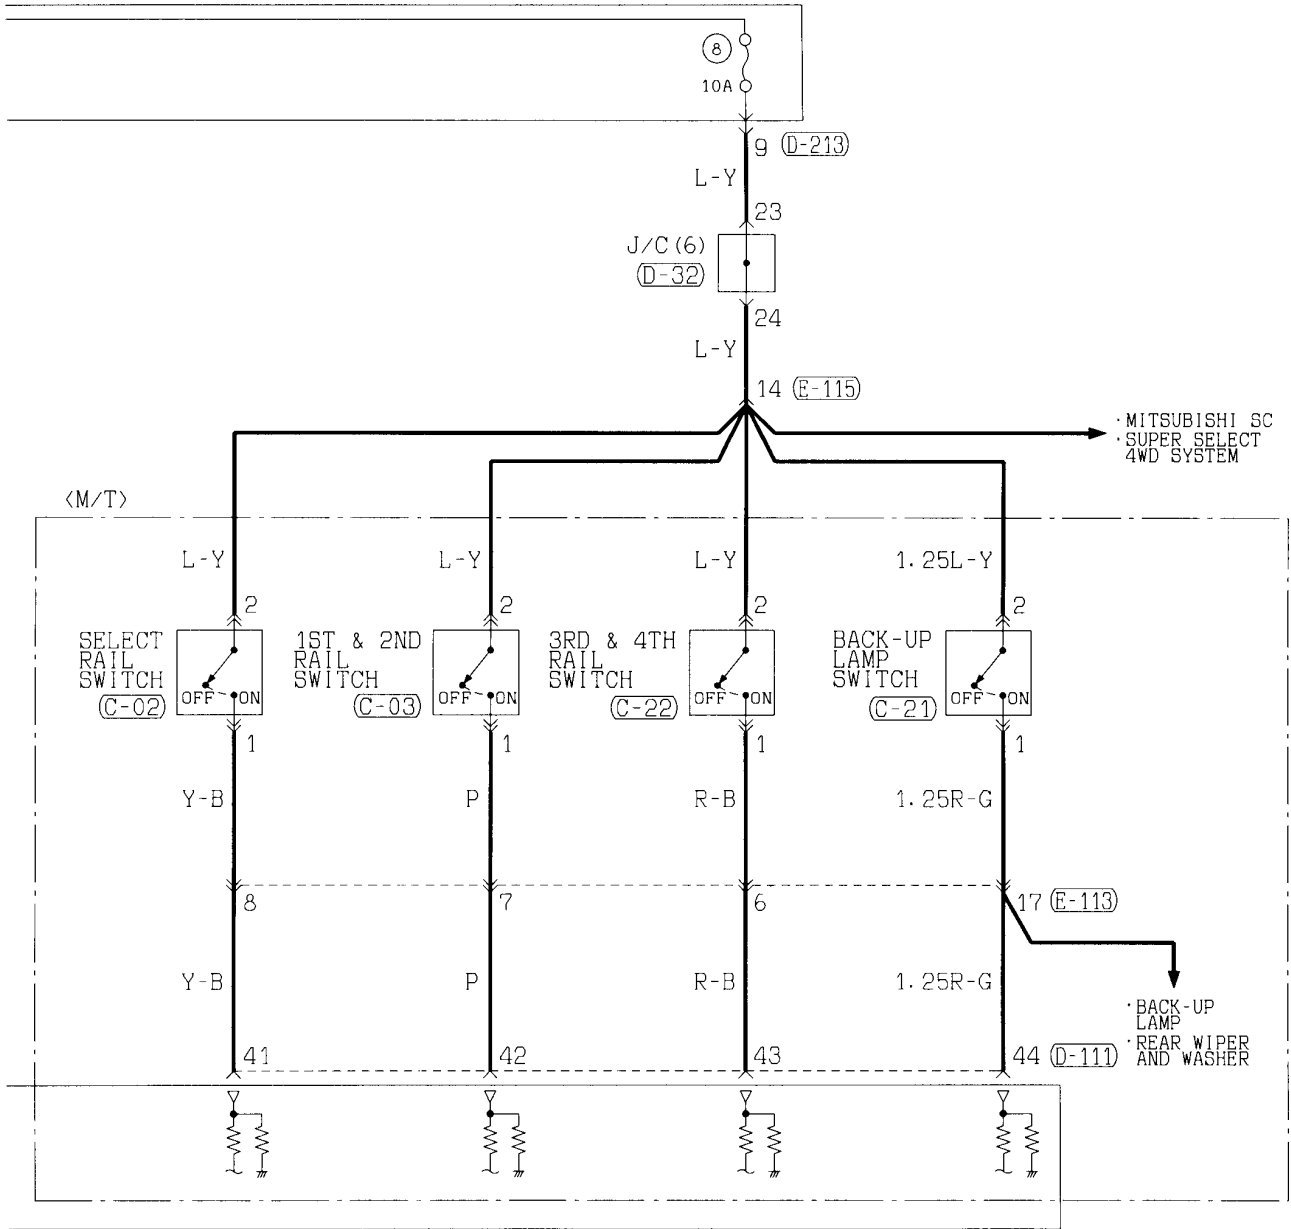 8
10A
9 D-213
L-Y
23
J/C(6)
D-32
24
L-Y
14 E-115
·MITSUBISHI SC
·SUPER SELECT
4WD SYSTEM
<M/T>
L-Y L-Y L-Y 1.25L-Y
2 2 2 2
SELECT
RAIL
SWITCH
C-02
OFF ON
1ST & 2ND
RAIL
SWITCH
C-03
OFF ON
3RD & 4TH
RAIL
SWITCH
C-22
OFF ON
BACK-UP
LAMP
SWITCH
C-21
OFF ON
1 1 1 1
Y-B P R-B 1.25R-G
8 7 6 17 E-113
Y-B P R-B 1.25R-G
·BACK-UP
LAMP
·REAR WIPER
AND WASHER
41 42 43 44 D-111